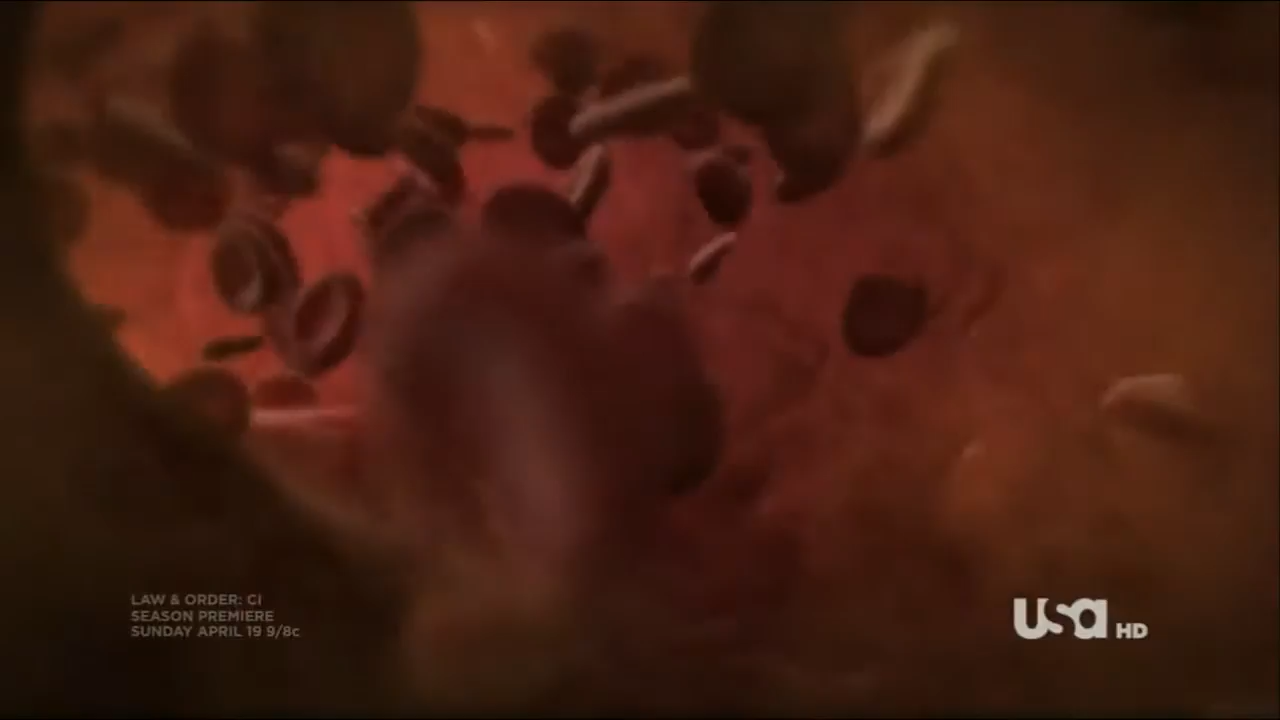 LAW & ORDER: CI
SEASON PREMIERE
SUNDAY APRIL 19 9/8c
usa HD